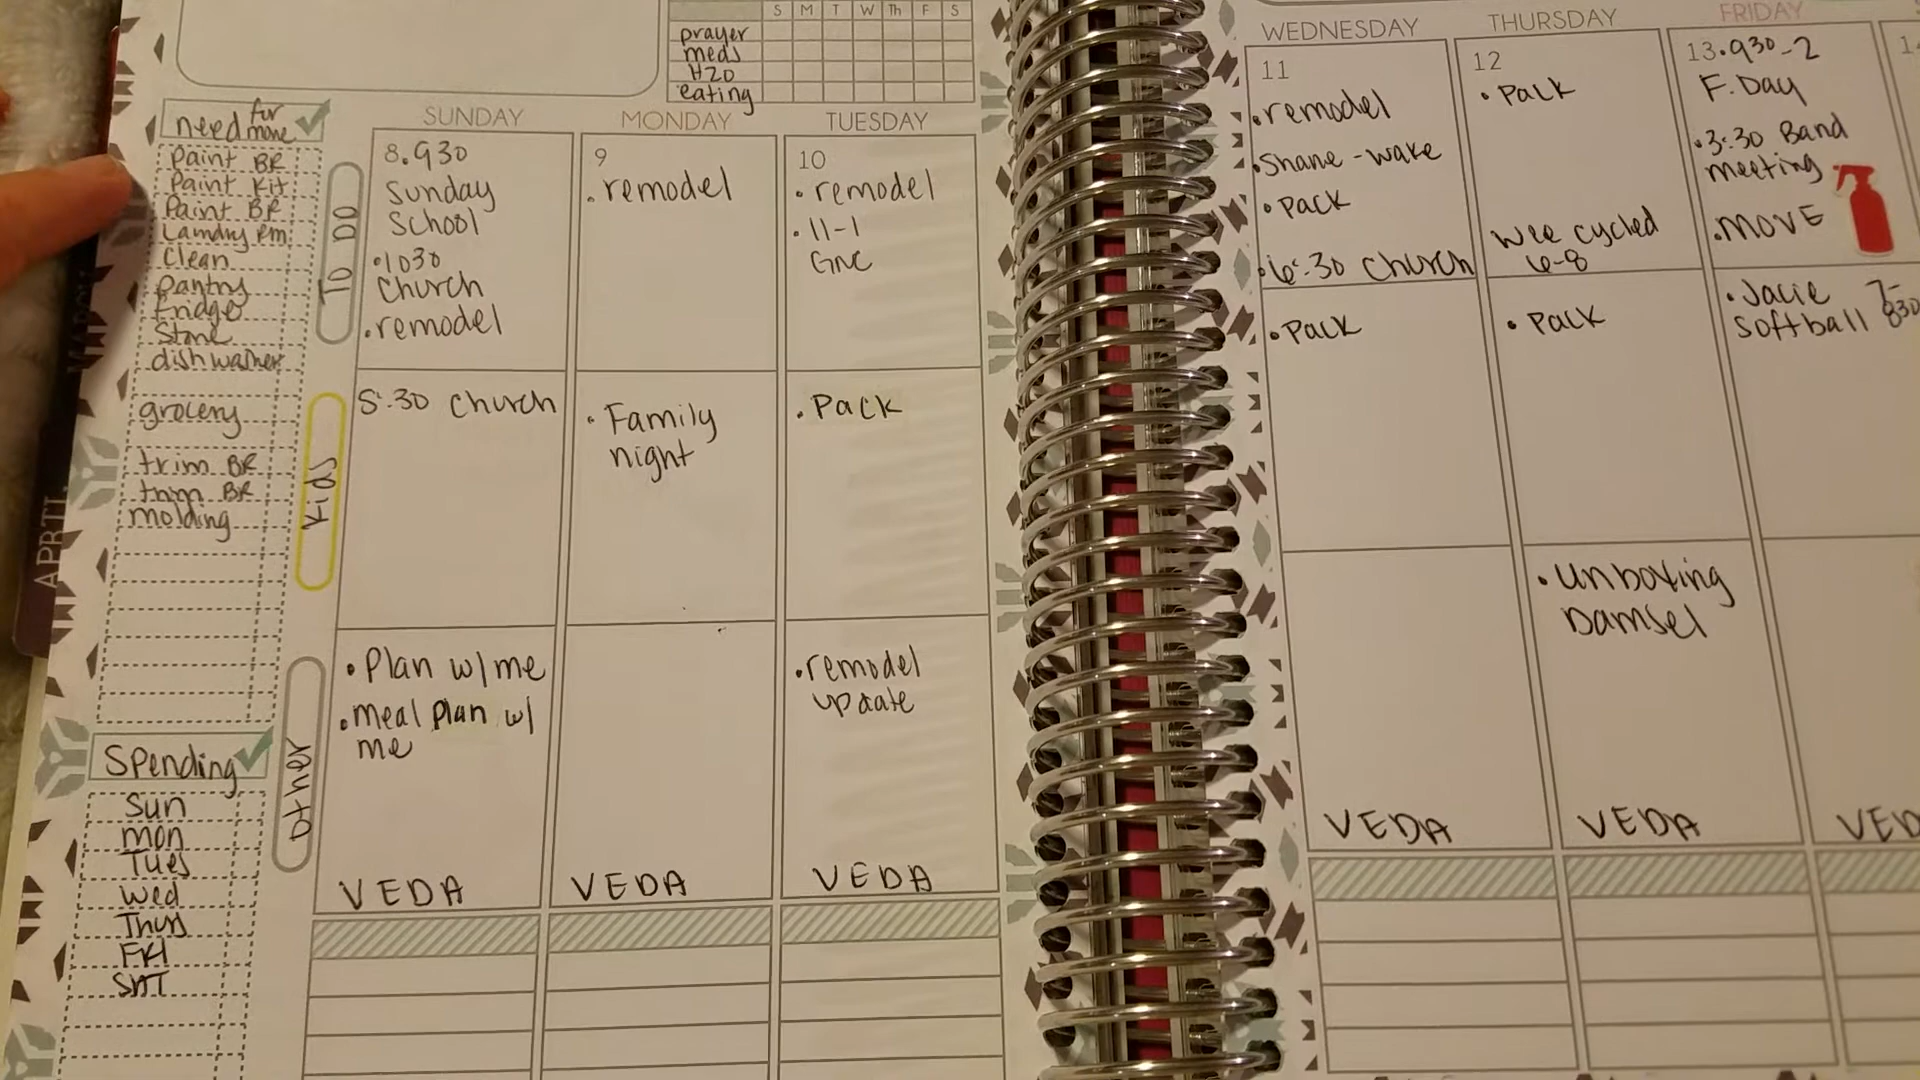 S M T W Th F S
prayer
meds
H20
eating
for
need move
Paint BR
Paint Kit
Paint BR
Laundry Rm
Clean
Pantry
Fridge
Stove
dishwasher
grocery
trim BR
trim BR
molding
TO DO
Kids
other
Spending
Sun
mon
Tues
Wed
Thurs
FRI
SAT
APRIL
SUNDAY
8.930
Sunday
School
•1030
Church
•remodel
5:30 Church
• Plan w/me
•meal plan w/
me
VEDA
MONDAY
9
•remodel
• Family
night
VEDA
TUESDAY
10
• remodel
• 11-1
GNC
•Pack
•remodel
update
VEDA
WEDNESDAY
11
•remodel
•Shane - wake
• Pack
•6:30 Church
•Pack
VEDA
THURSDAY
12
• Pack
Wee cycled
6-8
• Pack
•unboxing
Damsel
VEDA
FRIDAY
13.930-2
F. Day
•3:30 Band
meeting
•MOVE
•Jacie 7-
softball 830
VED